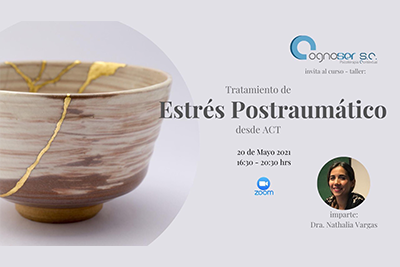 CognoSer S.C.
Psicoterapia Contextual
invita al curso - taller:
Tratamiento de
Estrés Postraumático
desde ACT
20 de Mayo 2021
16:30 - 20:30 hrs
zoom
imparte:
Dra. Nathalia Vargas